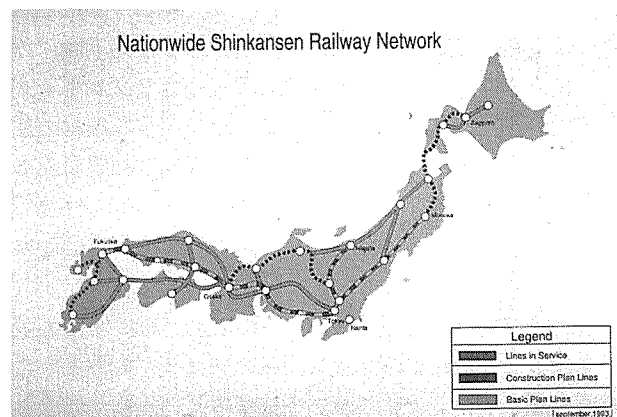 Nationwide Shinkansen Railway Network
Sapporo
Morioka
Niigata
Fukuoka
Osaka
Tokyo
Narita
Legend
Lines in Service
Construction Plan Lines
Basic Plan Lines
[september,1993]